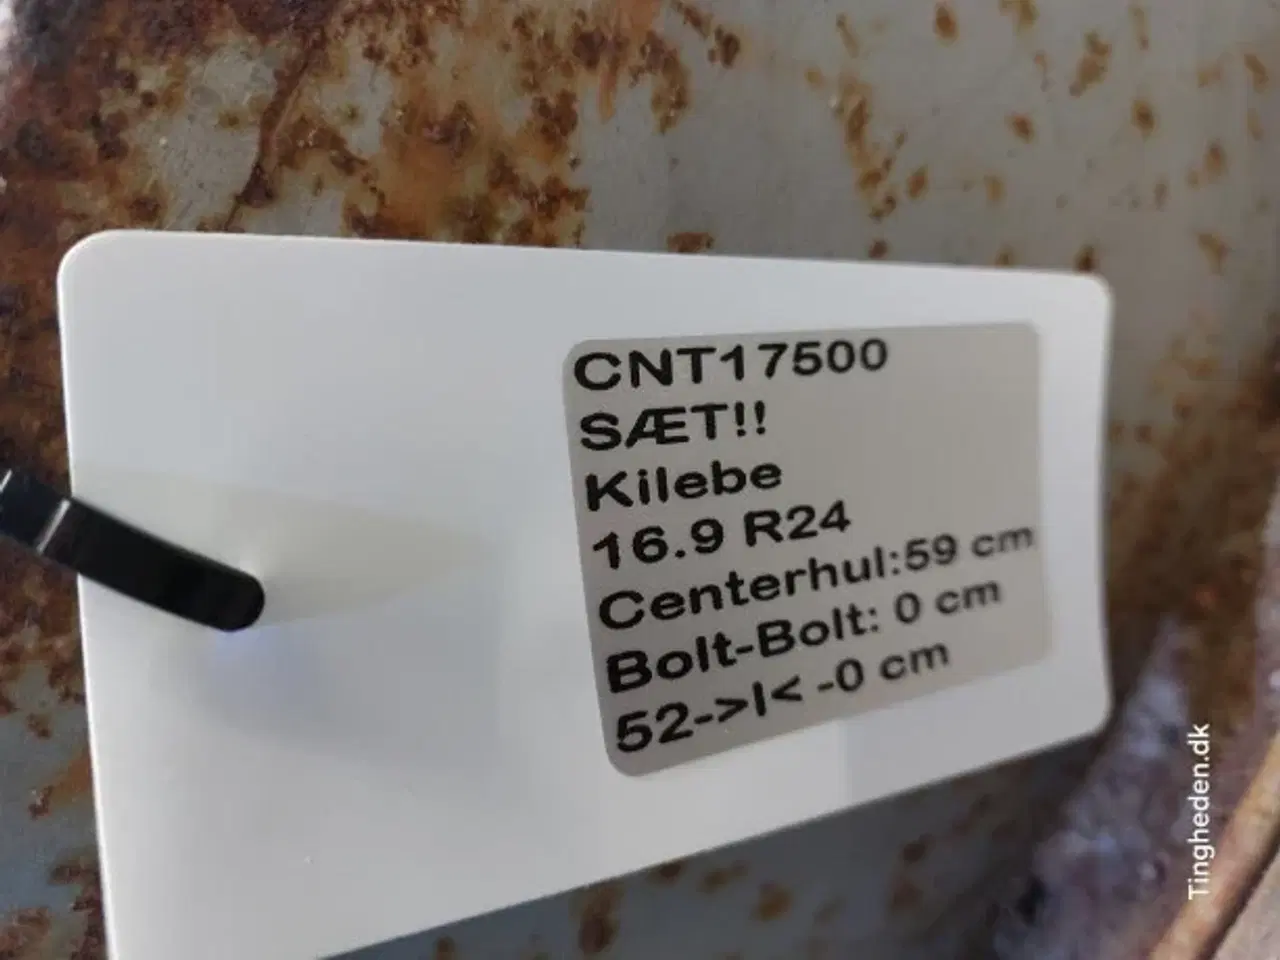 CNT17500
SÆT!!
Kilebe
16.9 R24
Centerhul:59 cm
Bolt-Bolt: 0 cm
52->I< -0 cm
Tingheden.dk